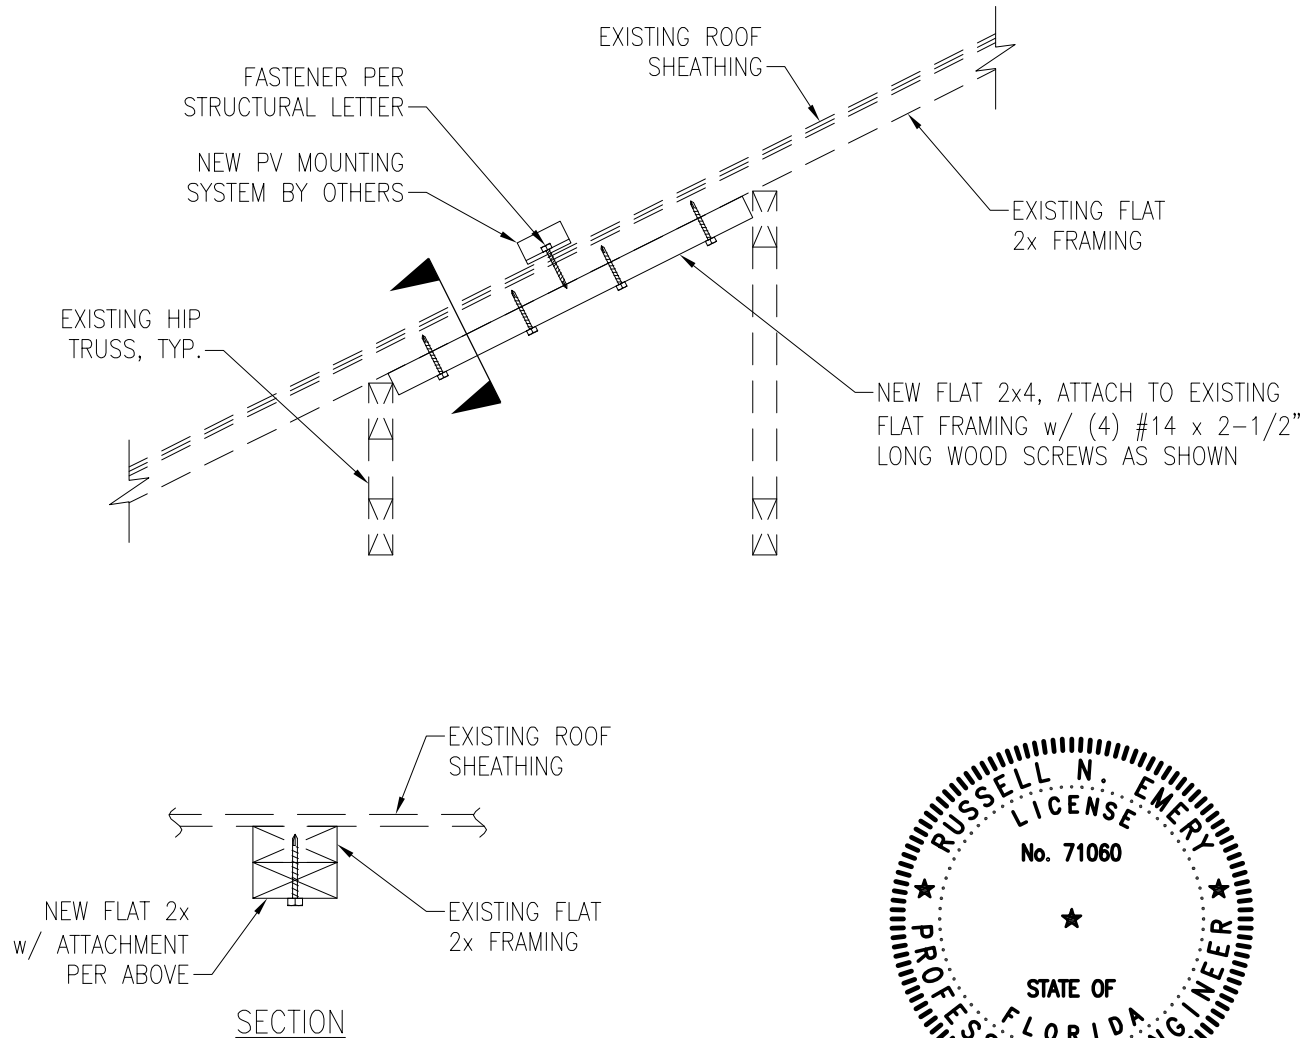 EXISTING ROOF
SHEATHING
FASTENER PER
STRUCTURAL LETTER
NEW PV MOUNTING
SYSTEM BY OTHERS
EXISTING FLAT
2x FRAMING
EXISTING HIP
TRUSS, TYP.
NEW FLAT 2x4, ATTACH TO EXISTING
FLAT FRAMING w/ (4) #14 x 2-1/2"
LONG WOOD SCREWS AS SHOWN
EXISTING ROOF
SHEATHING
NEW FLAT 2x
w/ ATTACHMENT
PER ABOVE
EXISTING FLAT
2x FRAMING
SECTION
RUSSELL N. EMERY
LICENSE
No. 71060
STATE OF
FLORIDA